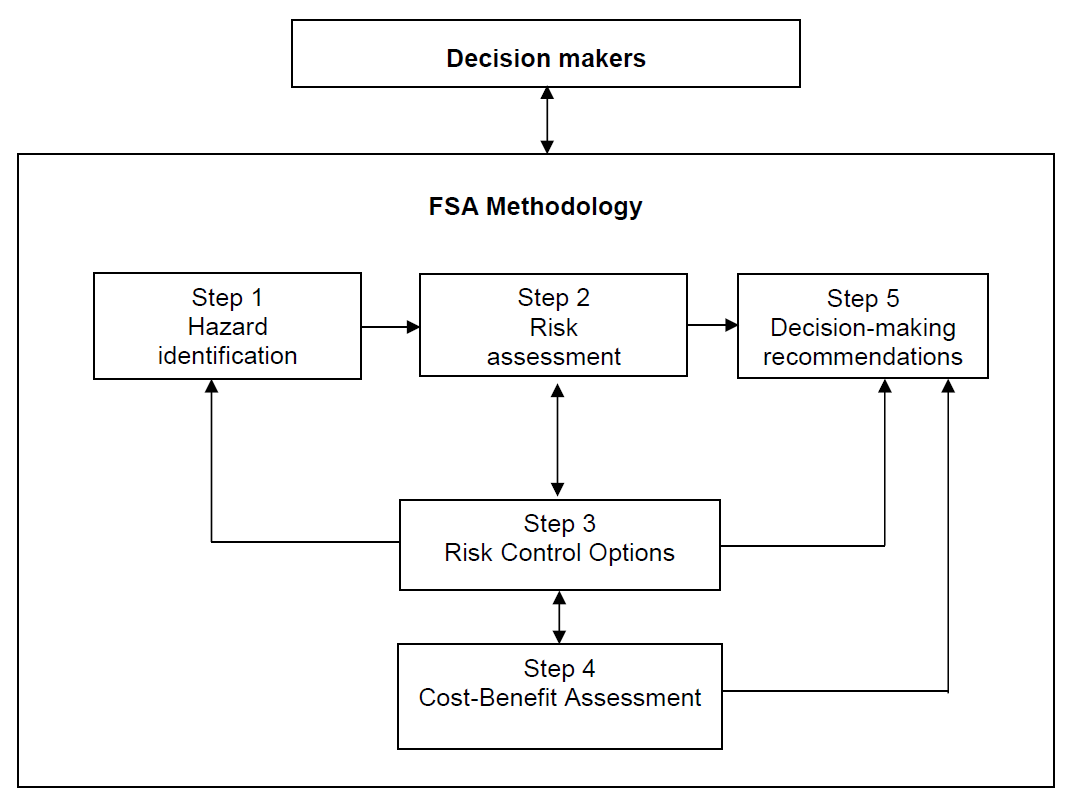 Decision makers
FSA Methodology
Step 1
Hazard
identification
Step 2
Risk
assessment
Step 5
Decision-making
recommendations
Step 3
Risk Control Options
Step 4
Cost-Benefit Assessment